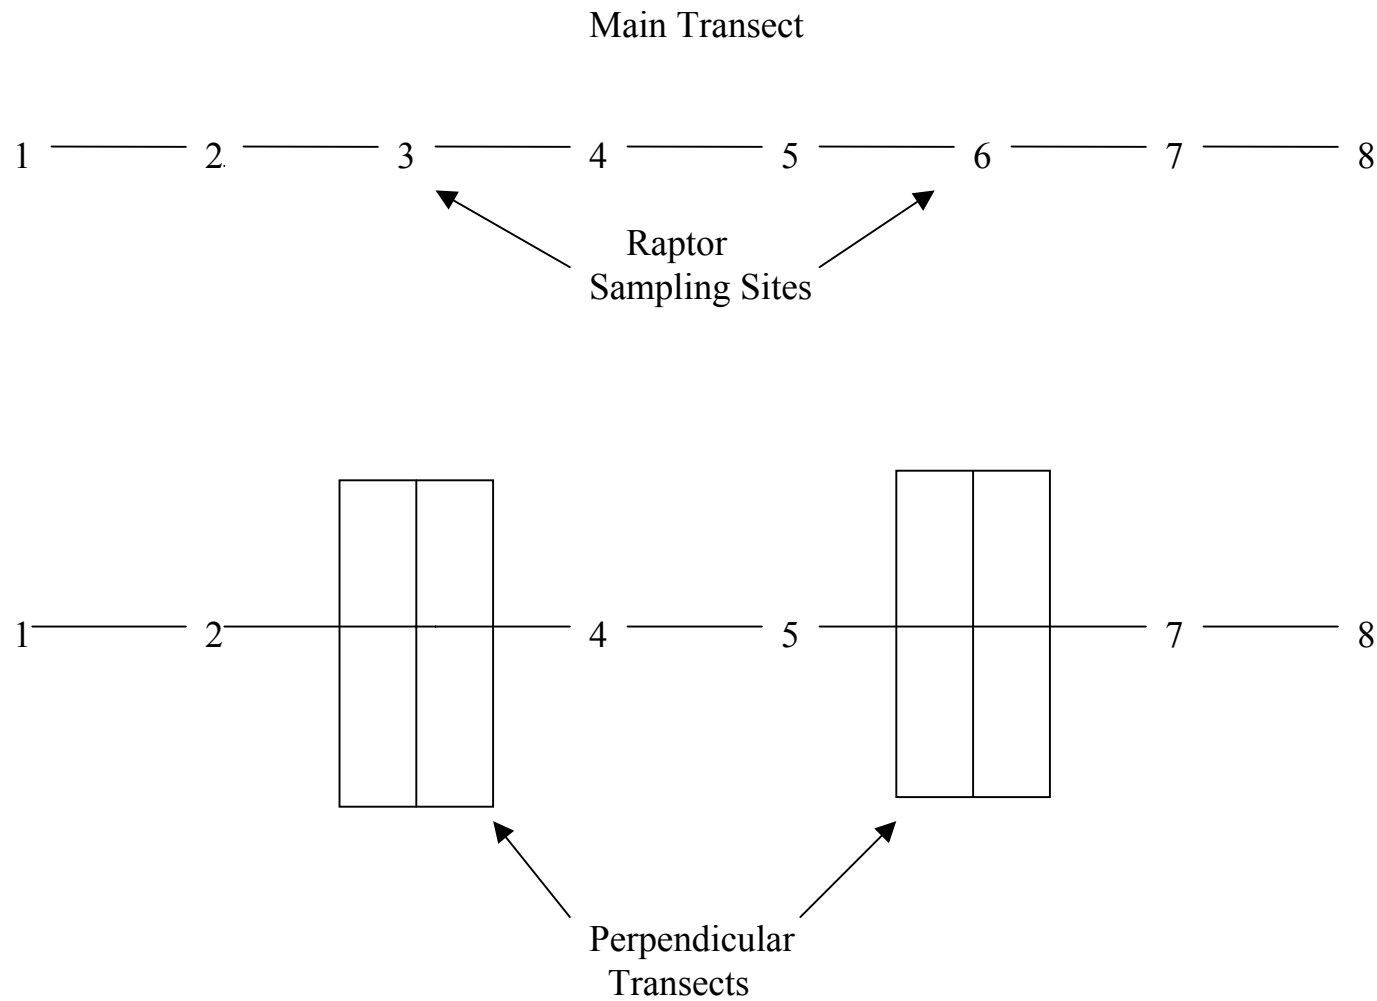 Main Transect
1 2 3 4 5 6 7 8
Raptor
Sampling Sites
1 2 4 5 7 8
Perpendicular
Transects